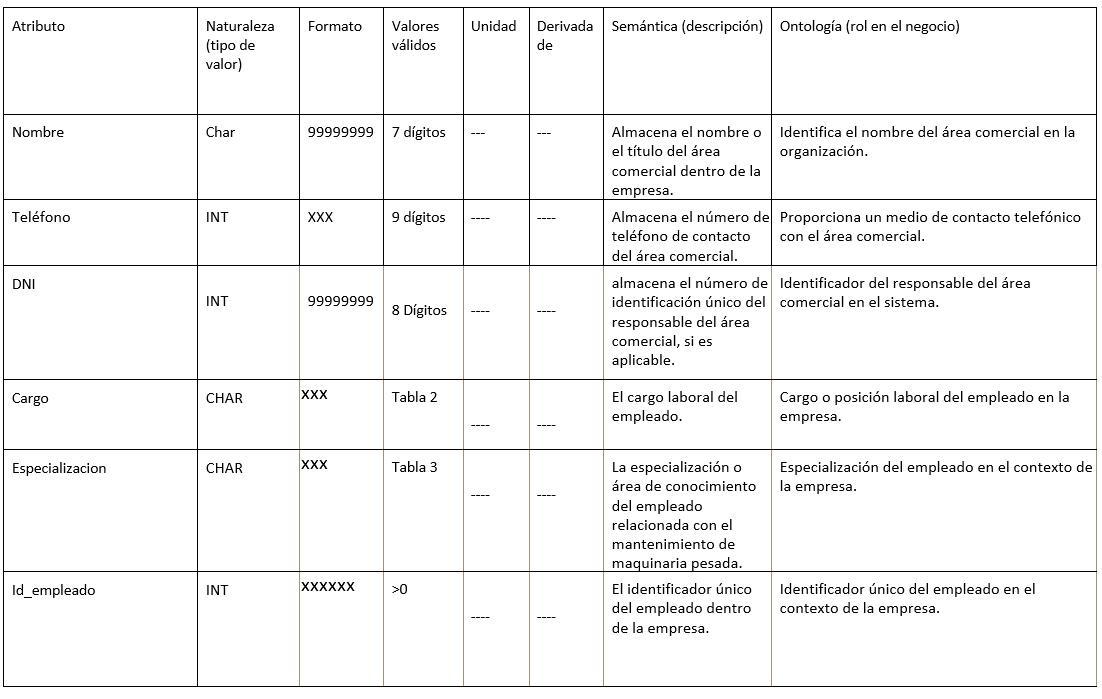 Atributo
Naturaleza
(tipo de
valor)
Formato
Valores
válidos
Unidad
Derivada
de
Semántica (descripción)
Ontología (rol en el negocio)
Nombre
Char
99999999
7 dígitos
---
---
Almacena el nombre o
el título del área
comercial dentro de la
empresa.
Identifica el nombre del área comercial en la
organización.
Teléfono
INT
XXX
9 dígitos
----
----
Almacena el número de
teléfono de contacto
del área comercial.
Proporciona un medio de contacto telefónico
con el área comercial.
DNI
INT
99999999
8 Dígitos
----
----
almacena el número de
identificación único del
responsable del área
comercial, si es
aplicable.
Identificador del responsable del área
comercial en el sistema.
Cargo
CHAR
XXX
Tabla 2
----
----
El cargo laboral del
empleado.
Cargo o posición laboral del empleado en la
empresa.
Especializacion
CHAR
XXX
Tabla 3
----
----
La especialización o
área de conocimiento
del empleado
relacionada con el
mantenimiento de
maquinaria pesada.
Especialización del empleado en el contexto de
la empresa.
Id_empleado
INT
XXXXXX
>0
----
----
El identificador único
del empleado dentro
de la empresa.
Identificador único del empleado en el
contexto de la empresa.